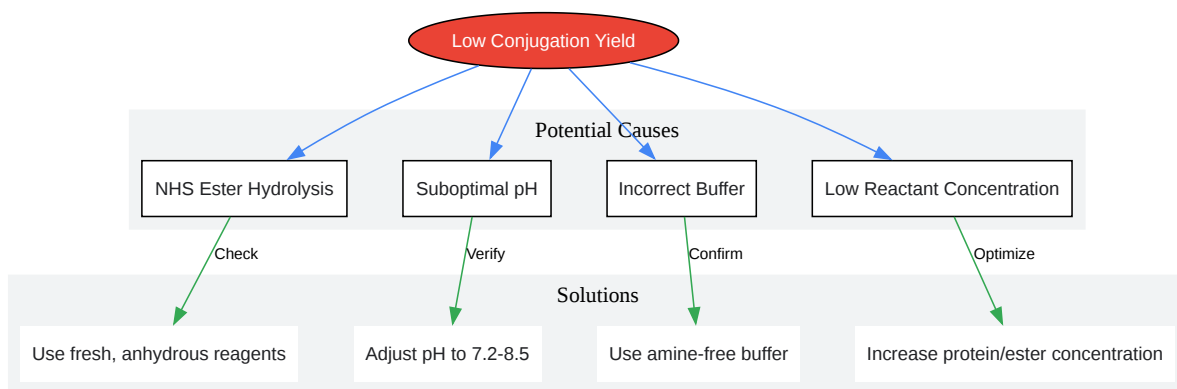 Low Conjugation Yield
Potential Causes
NHS Ester Hydrolysis
Suboptimal pH
Incorrect Buffer
Low Reactant Concentration
Check
Verify
Confirm
Optimize
Solutions
Use fresh, anhydrous reagents
Adjust pH to 7.2-8.5
Use amine-free buffer
Increase protein/ester concentration